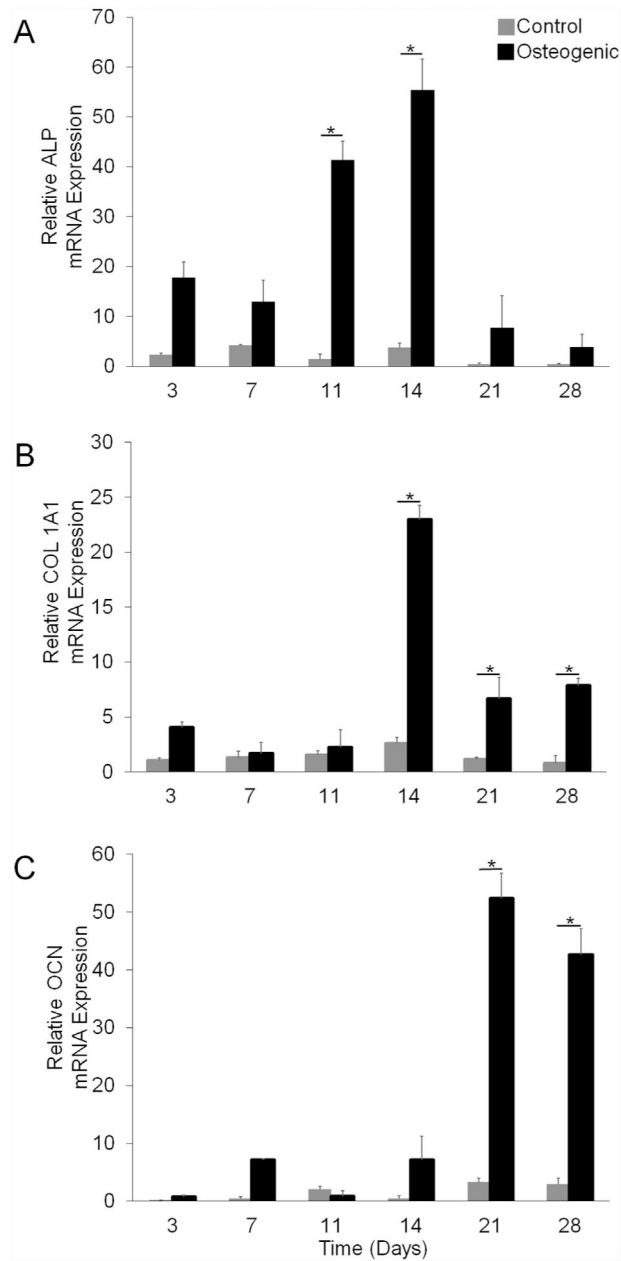 A
Control
Osteogenic
Relative ALP
mRNA Expression
70
60
50
40
30
20
10
0
*
*
3 7 11 14 21 28
B
Relative COL 1A1
mRNA Expression
30
25
20
15
10
5
0
*
*
*
3 7 11 14 21 28
C
Relative OCN
mRNA Expression
60
50
40
30
20
10
0
*
*
3 7 11 14 21 28
Time (Days)